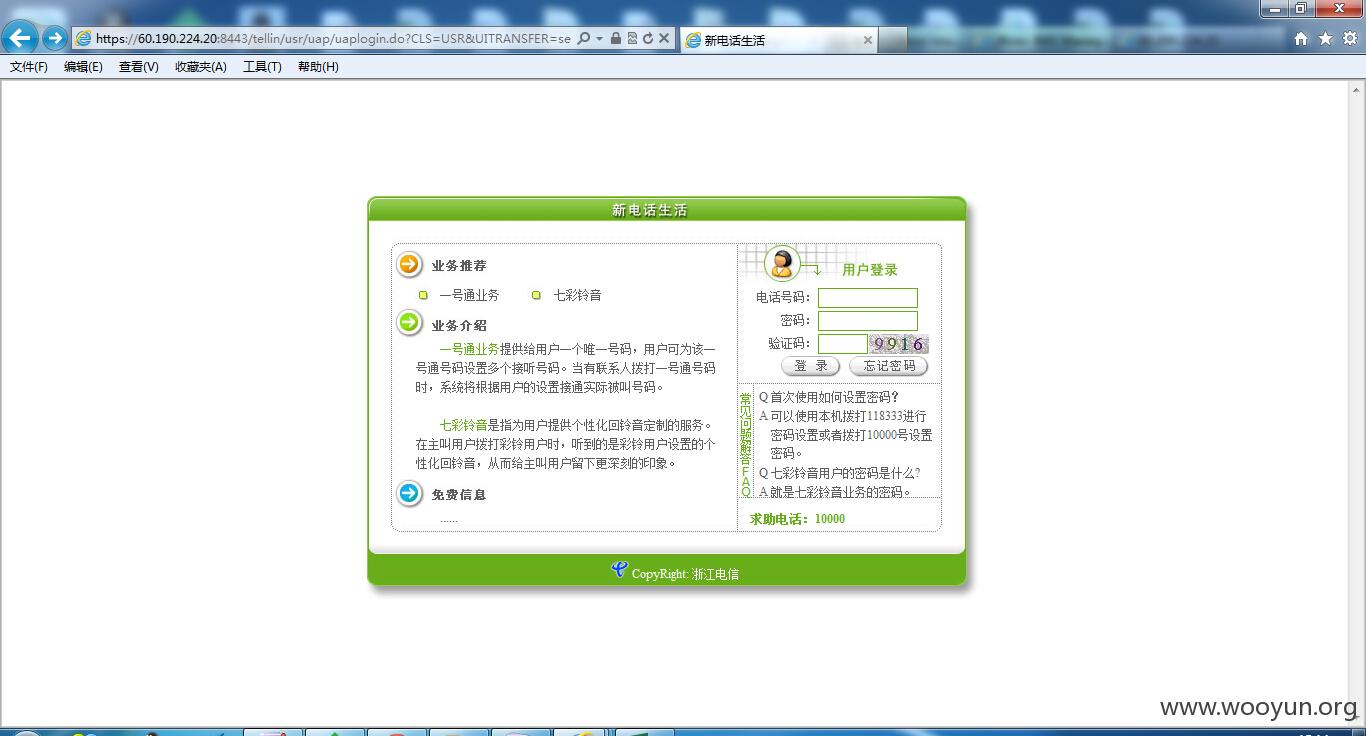 https://60.190.224.20:8443/tellin/usr/uap/uaplogin.do?CLS=USR&UITRANSFER=se
新电话生活
文件(F) 编辑(E) 查看(V) 收藏夹(A) 工具(T) 帮助(H)
新电话生活
业务推荐
一号通业务 七彩铃音
业务介绍
一号通业务提供给用户一个唯一号码，用户可为该一
号通号码设置多个接听号码。当有联系人拨打一号通号码
时，系统将根据用户的设置接通实际被叫号码。
七彩铃音是指为用户提供个性化回铃音定制的服务。
在主叫用户拨打彩铃用户时，听到的是彩铃用户设置的个
性化回铃音，从而给主叫用户留下更深刻的印象。
免费信息
......
用户登录
电话号码：
密码：
验证码： 9916
登 录 忘记密码
常见问题解答FAQ
Q 首次使用如何设置密码？
A 可以使用本机拨打118333进行
密码设置或者拨打10000号设置
密码。
Q 七彩铃音用户的密码是什么?
A 就是七彩铃音业务的密码。
求助电话：10000
CopyRight: 浙江电信
www.wooyun.org